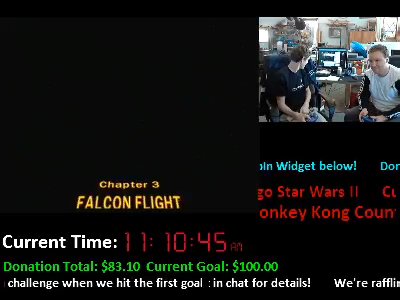 Chapter 3
FALCON FLIGHT
oin Widget below! Don
go Star Wars II Cu
onkey Kong Coun
Current Time: 11:10:45 AM
Donation Total: $83.10 Current Goal: $100.00
challenge when we hit the first goal : in chat for details! We're raffli